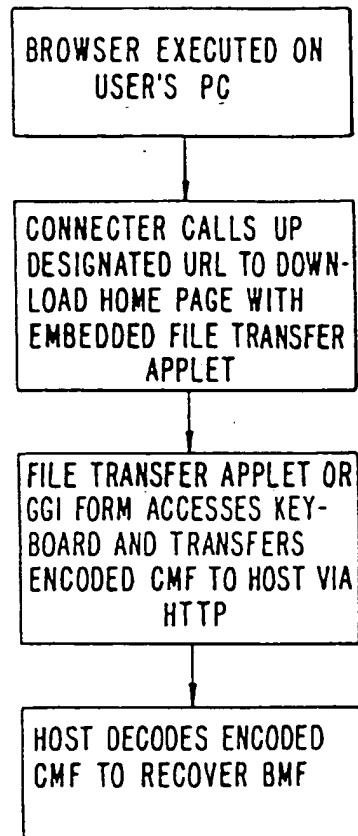 BROWSER EXECUTED ON
USER'S PC
CONNECTER CALLS UP
DESIGNATED URL TO DOWN-
LOAD HOME PAGE WITH
EMBEDDED FILE TRANSFER
APPLET
FILE TRANSFER APPLET OR
GGI FORM ACCESSES KEY-
BOARD AND TRANSFERS
ENCODED CMF TO HOST VIA
HTTP
HOST DECODES ENCODED
CMF TO RECOVER BMF